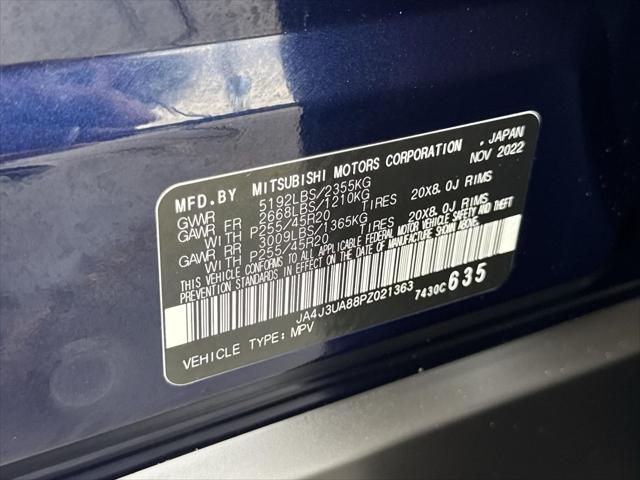 MFD.BY MITSUBISHI MOTORS CORPORATION , JAPAN
NOV 2022
GVWR 5192LBS/2355KG
GAWR FR 2668LBS/1210KG
WITH P255/45R20 TIRES 20X8.0J RIMS
GAWR RR 3009LBS/1365KG
WITH P255/45R20 TIRES 20X8.0J RIMS
THIS VEHICLE CONFORMS TO ALL APPLICABLE FEDERAL MOTOR VEHICLE SAFETY AND THEFT
PREVENTION STANDARDS IN EFFECT ON THE DATE OF MANUFACTURE SHOWN ABOVE.
JA4J3UA88PZ021363 7430C 635
VEHICLE TYPE:MPV